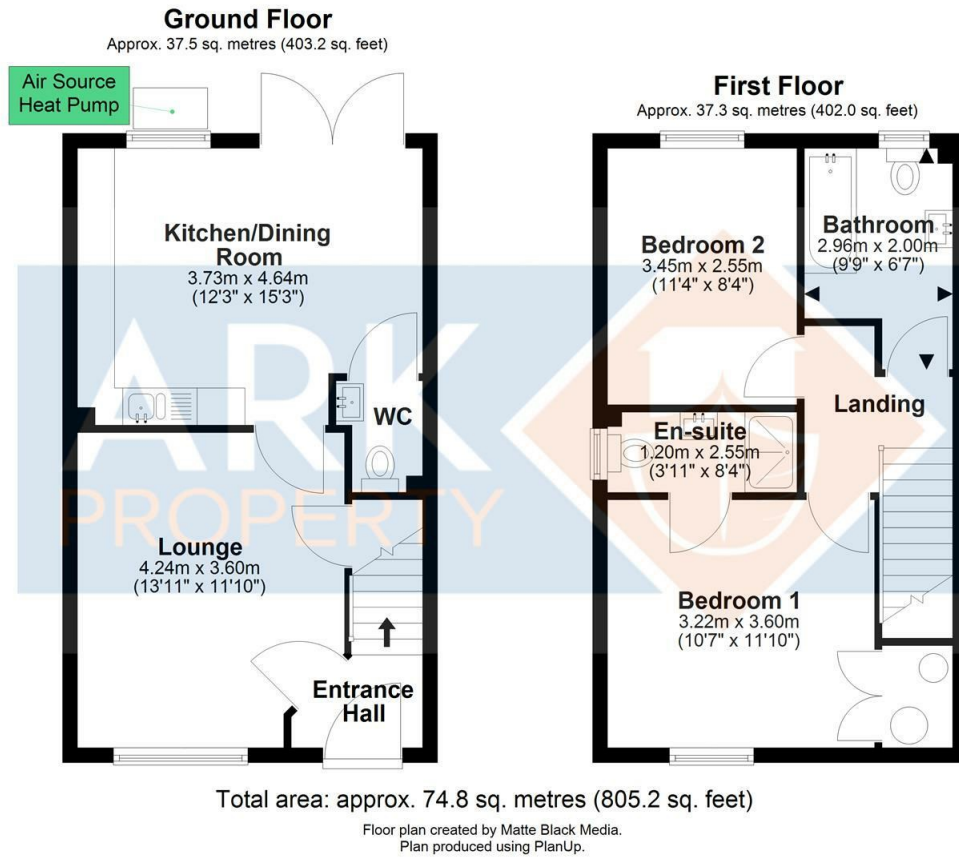 Ground Floor
Approx. 37.5 sq. metres (403.2 sq. feet)
Air Source
Heat Pump
Kitchen/Dining
Room
3.73m x 4.64m
(12'3" x 15'3")
WC
Lounge
4.24m x 3.60m
(13'11" x 11'10")
Entrance
Hall
First Floor
Approx. 37.3 sq. metres (402.0 sq. feet)
Bedroom 2
3.45m x 2.55m
(11'4" x 8'4")
Bathroom
2.96m x 2.00m
(9'9" x 6'7")
Landing
En-suite
1.20m x 2.55m
(3'11" x 8'4")
Bedroom 1
3.22m x 3.60m
(10'7" x 11'10")
ARK
PROPERTY
Total area: approx. 74.8 sq. metres (805.2 sq. feet)
Floor plan created by Matte Black Media.
Plan produced using PlanUp.